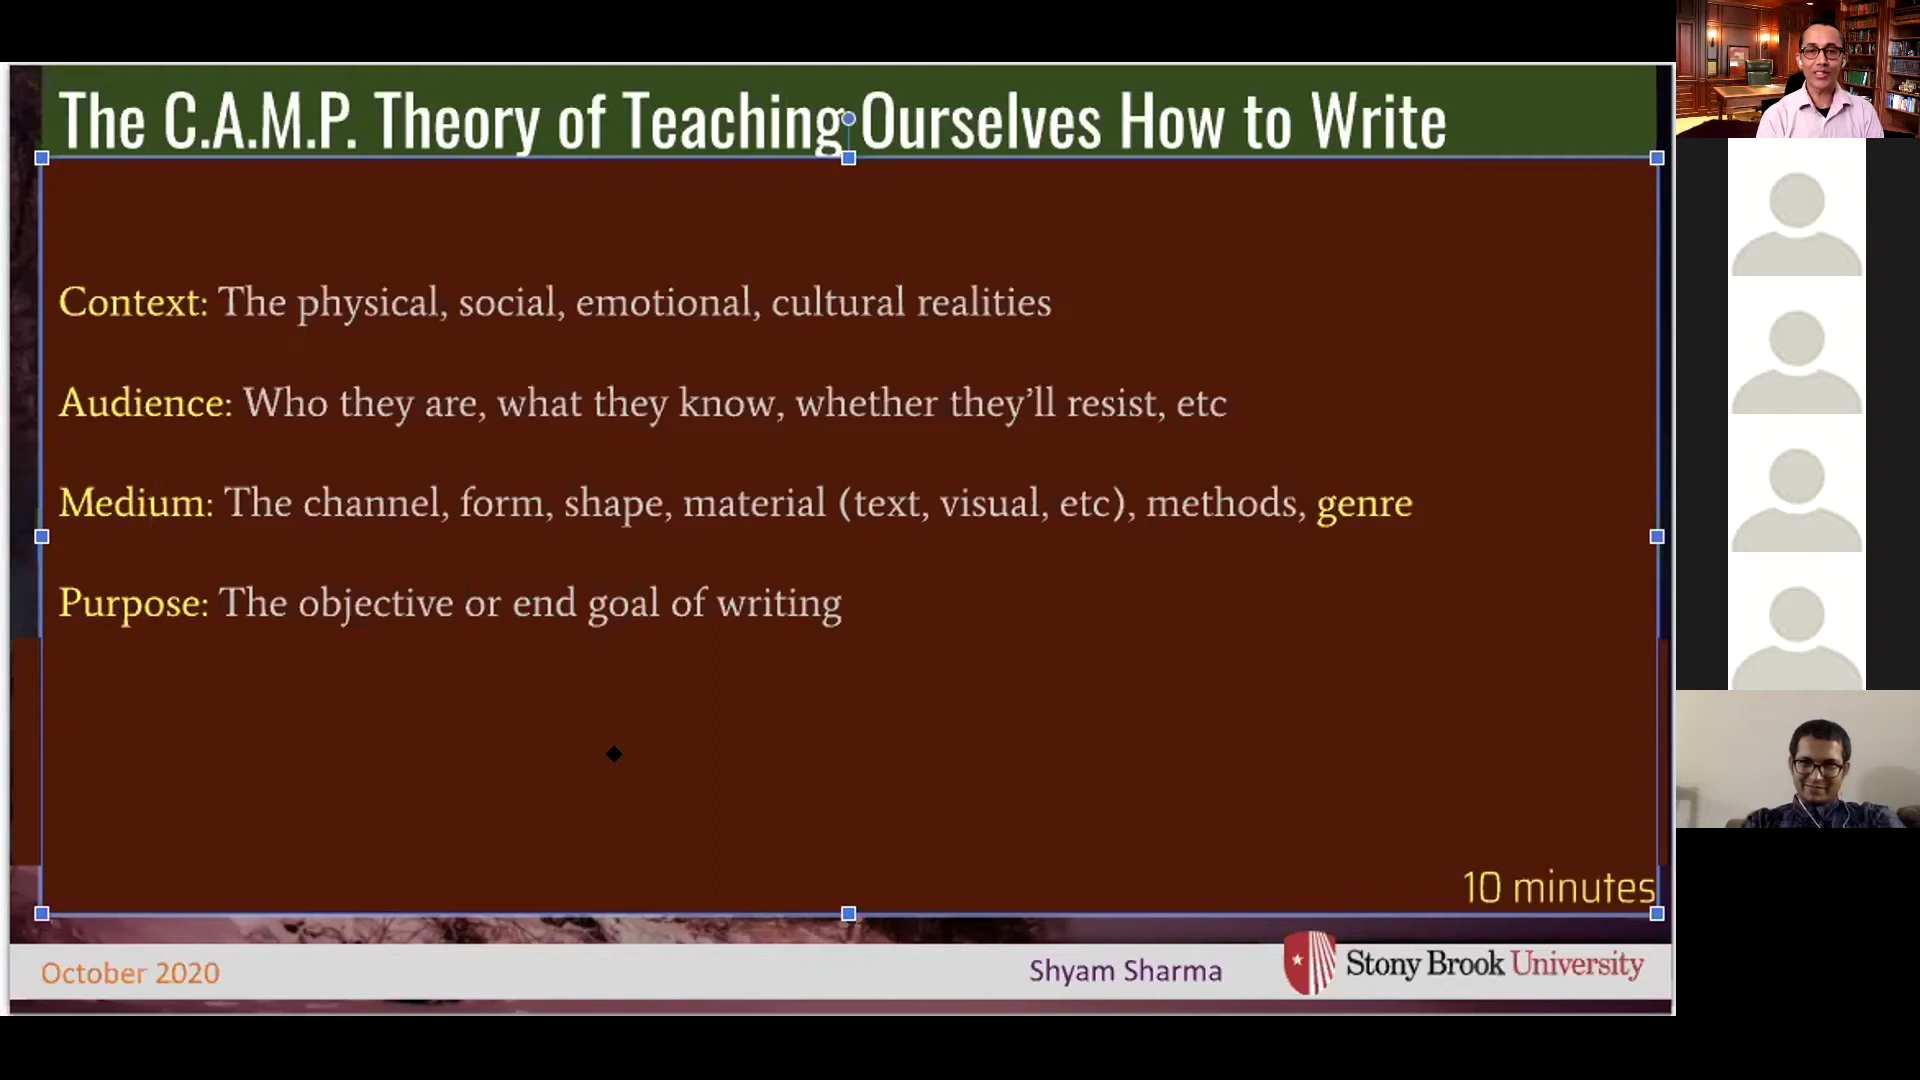 The C.A.M.P. Theory of Teaching Ourselves How to Write
Context: The physical, social, emotional, cultural realities
Audience: Who they are, what they know, whether they’ll resist, etc
Medium: The channel, form, shape, material (text, visual, etc), methods, genre
Purpose: The objective or end goal of writing
10 minutes
October 2020
Shyam Sharma
Stony Brook University